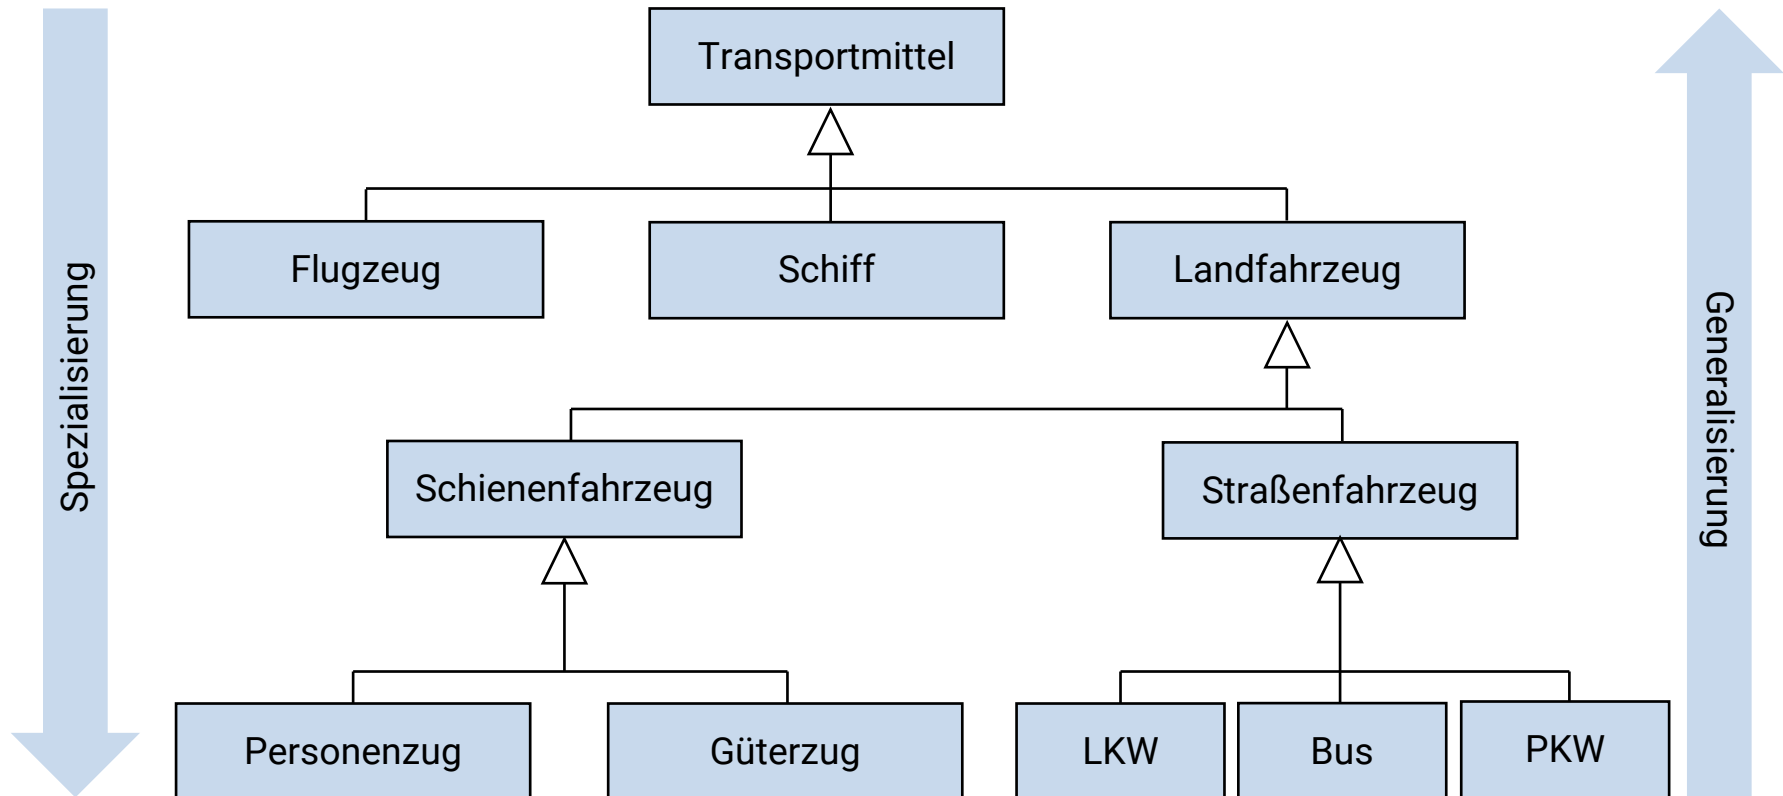 Transportmittel
Flugzeug
Schiff
Landfahrzeug
Spezialisierung
Generalisierung
Schienenfahrzeug
Straßenfahrzeug
Personenzug
Güterzug
LKW
Bus
PKW